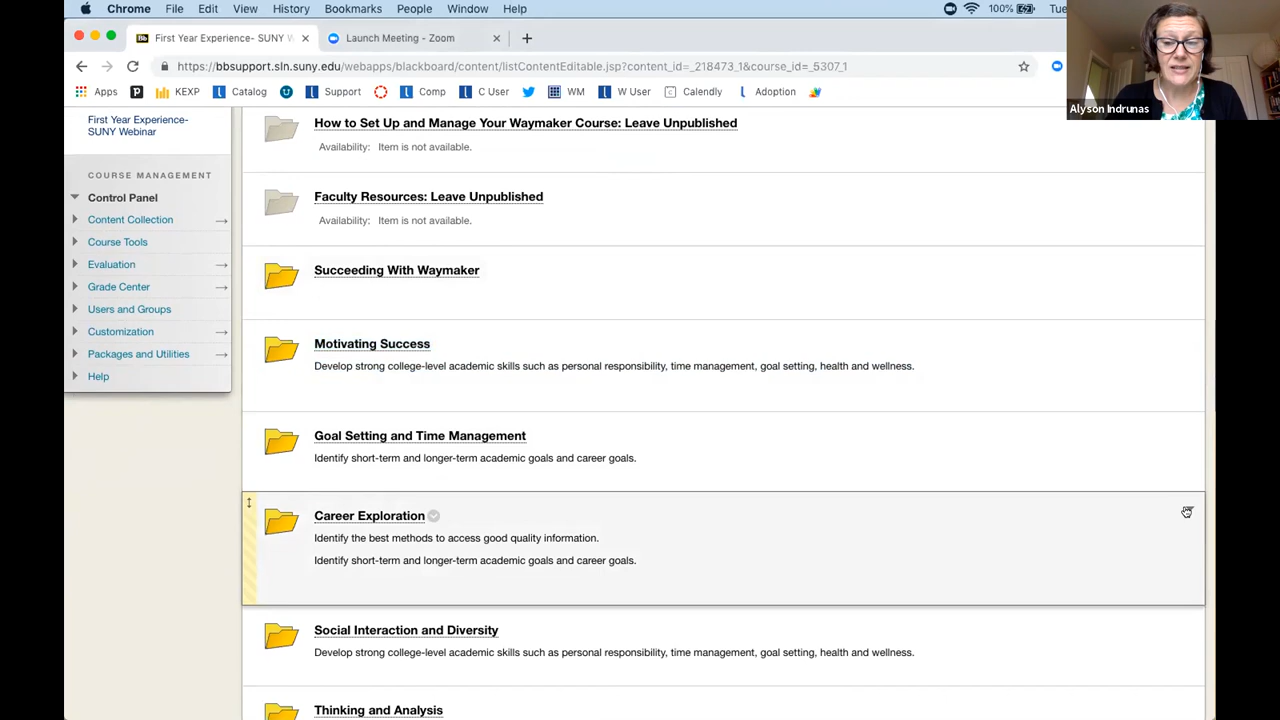 Chrome File Edit View History Bookmarks People Window Help 100% Tue
Bb First Year Experience- SUNY W Launch Meeting - Zoom
https://bbsupport.sln.suny.edu/webapps/blackboard/content/listContentEditable.jsp?content_id=_218473_1&course_id=_5307_1
Apps KEXP Catalog Support Comp C User WM W User Calendly Adoption
Alyson Indrunas
First Year Experience-
SUNY Webinar
COURSE MANAGEMENT
Control Panel
Content Collection
Course Tools
Evaluation
Grade Center
Users and Groups
Customization
Packages and Utilities
Help
How to Set Up and Manage Your Waymaker Course: Leave Unpublished
Availability: Item is not available.
Faculty Resources: Leave Unpublished
Availability: Item is not available.
Succeeding With Waymaker
Motivating Success
Develop strong college-level academic skills such as personal responsibility, time management, goal setting, health and wellness.
Goal Setting and Time Management
Identify short-term and longer-term academic goals and career goals.
Career Exploration
Identify the best methods to access good quality information.
Identify short-term and longer-term academic goals and career goals.
Social Interaction and Diversity
Develop strong college-level academic skills such as personal responsibility, time management, goal setting, health and wellness.
Thinking and Analysis